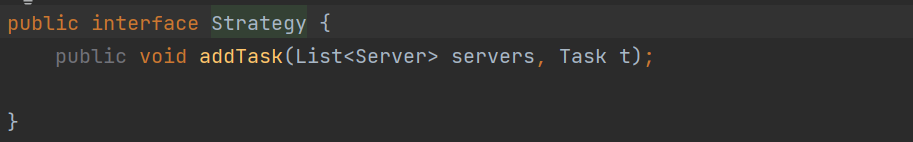 public interface Strategy {
public void addTask(List<Server> servers, Task t);
}